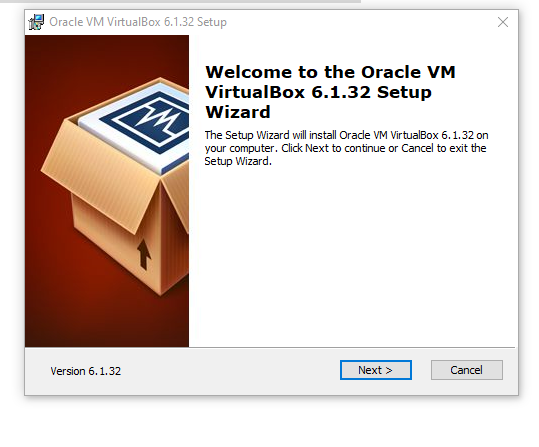 Oracle VM VirtualBox 6.1.32 Setup
Welcome to the Oracle VM
VirtualBox 6.1.32 Setup
Wizard
The Setup Wizard will install Oracle VM VirtualBox 6.1.32 on
your computer. Click Next to continue or Cancel to exit the
Setup Wizard.
Version 6.1.32
Next >
Cancel